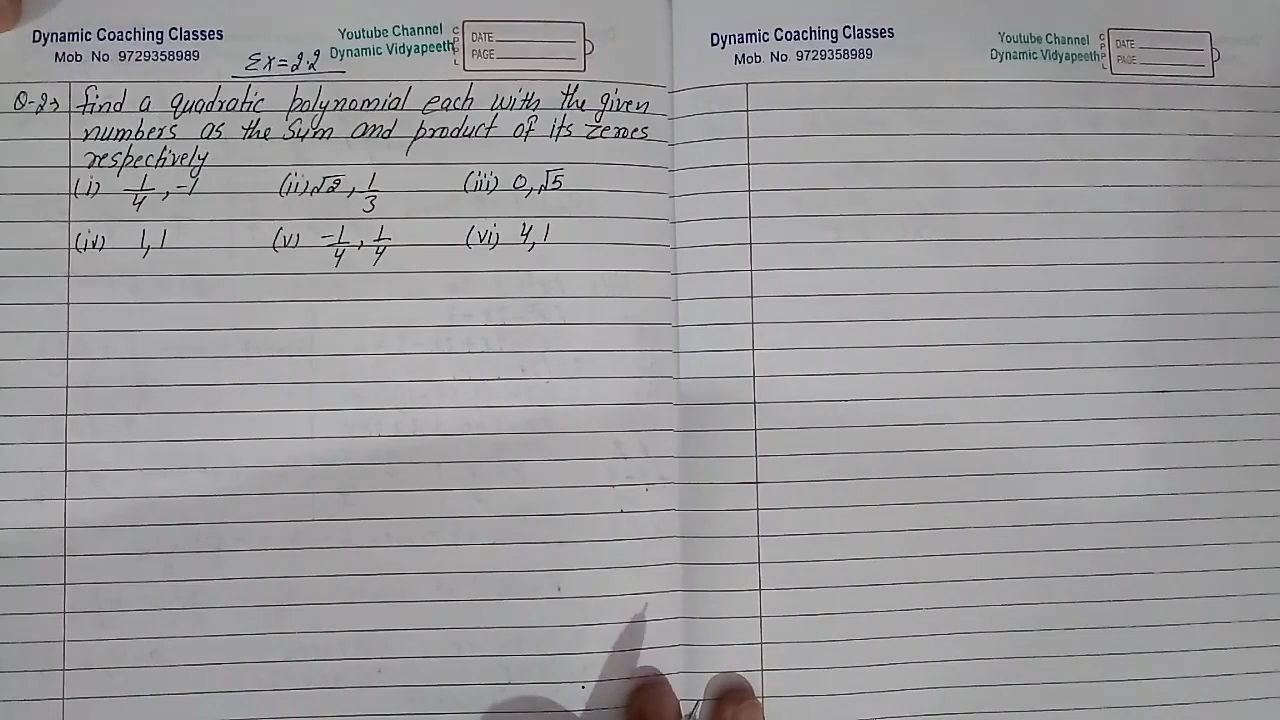 Dynamic Coaching Classes
Mob. No. 9729358989
Youtube Channel
Dynamic Vidyapeeth
CPPL
DATE
PAGE
Ex=2.2
Q-2⇒ find a quadratic polynomial each with the given
numbers as the sum and product of its zeroes
respectively
(i) 1/4, -1 (ii) √2, 1/3 (iii) 0, √5
(iv) 1, 1 (v) -1/4, 1/4 (vi) 4, 1
Dynamic Coaching Classes
Mob. No. 9729358989
Youtube Channel
Dynamic Vidyapeeth
CPPL
DATE
PAGE